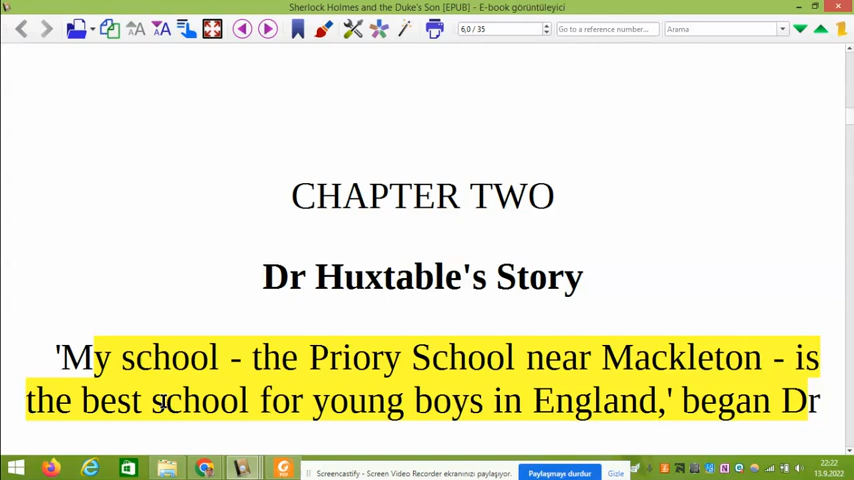 Sherlock Holmes and the Duke's Son [EPUB] - E-book görüntüleyici
6,0 / 35
Go to a reference number...
Arama
CHAPTER TWO
Dr Huxtable's Story
'My school - the Priory School near Mackleton - is
the best school for young boys in England,' began Dr
Screencastify - Screen Video Recorder ekranınızı paylaşıyor.
Paylaşmayı durdur
Gizle
22:22
13.9.2022